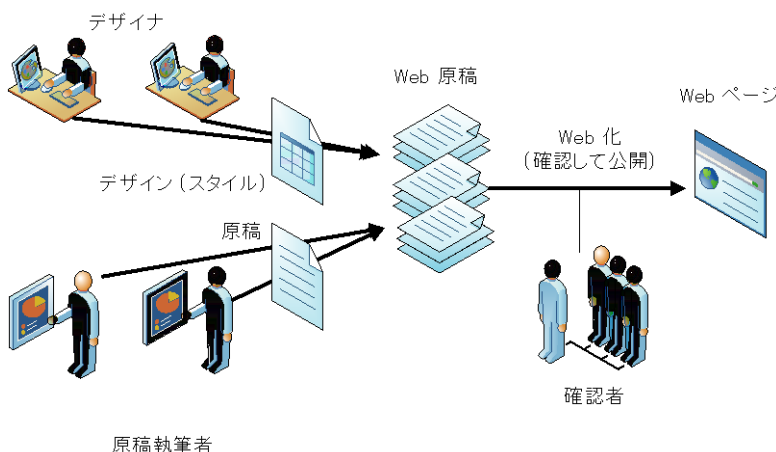 デザイナ
Web 原稿
Web ページ
Web 化
(確認して公開)
デザイン (スタイル)
原稿
確認者
原稿執筆者